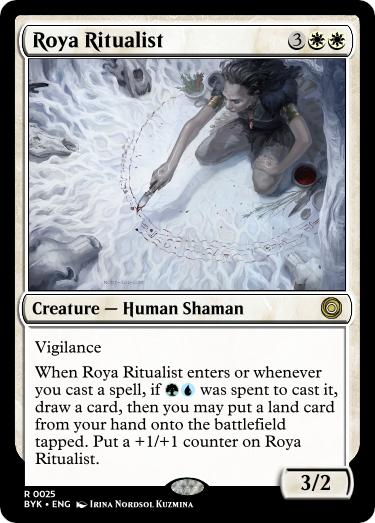 Roya Ritualist 3
Creature — Human Shaman
Vigilance
When Roya Ritualist enters or whenever
you cast a spell, if was spent to cast it,
draw a card, then you may put a land card
from your hand onto the battlefield
tapped. Put a +1/+1 counter on Roya
Ritualist.
3/2
R 0025
BYK • ENG Irina Nordsol Kuzmina